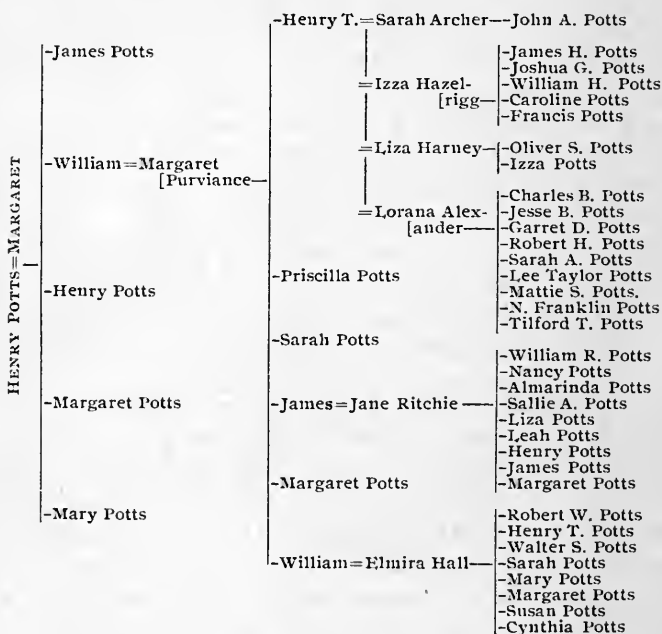 HENRY POTTS=MARGARET
-James Potts
-William=Margaret
[Purviance—
-Henry Potts
-Margaret Potts
-Mary Potts
-Henry T.=Sarah Archer—-John A. Potts
=Izza Hazel-
[rigg—
-James H. Potts
-Joshua G. Potts
-William H. Potts
-Caroline Potts
-Francis Potts
=Liza Harney—
-Oliver S. Potts
-Izza Potts
=Lorana Alex-
[ander—
-Charles B. Potts
-Jesse B. Potts
-Garret D. Potts
-Robert H. Potts
-Sarah A. Potts
-Lee Taylor Potts
-Mattie S. Potts.
-N. Franklin Potts
-Tilford T. Potts
-Priscilla Potts
-Sarah Potts
-James=Jane Ritchie—
-William R. Potts
-Nancy Potts
-Almarinda Potts
-Sallie A. Potts
-Liza Potts
-Leah Potts
-Henry Potts
-James Potts
-Margaret Potts
-Margaret Potts
-William=Elmira Hall—
-Robert W. Potts
-Henry T. Potts
-Walter S. Potts
-Sarah Potts
-Mary Potts
-Margaret Potts
-Susan Potts
-Cynthia Potts